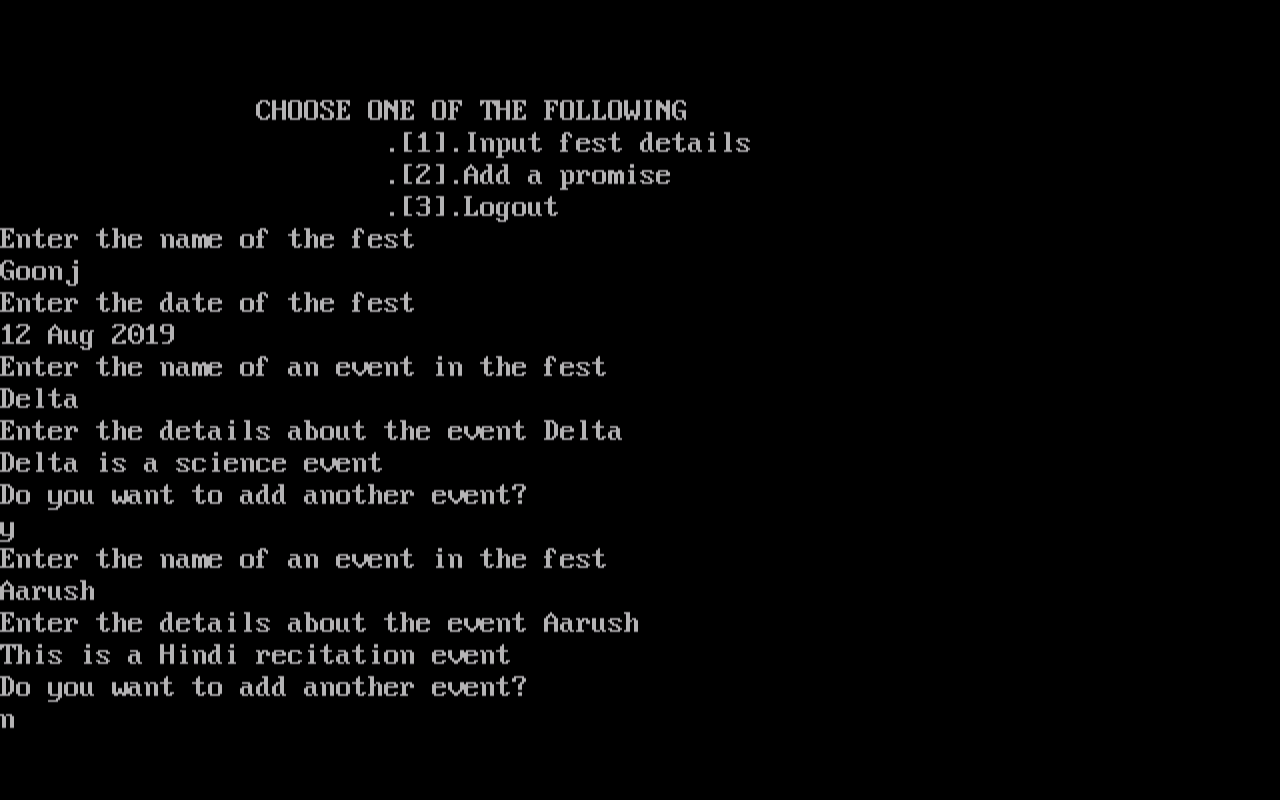 CHOOSE ONE OF THE FOLLOWING
.[1].Input fest details
.[2].Add a promise
.[3].Logout
Enter the name of the fest
Goonj
Enter the date of the fest
12 Aug 2019
Enter the name of an event in the fest
Delta
Enter the details about the event Delta
Delta is a science event
Do you want to add another event?
y
Enter the name of an event in the fest
Aarush
Enter the details about the event Aarush
This is a Hindi recitation event
Do you want to add another event?
n